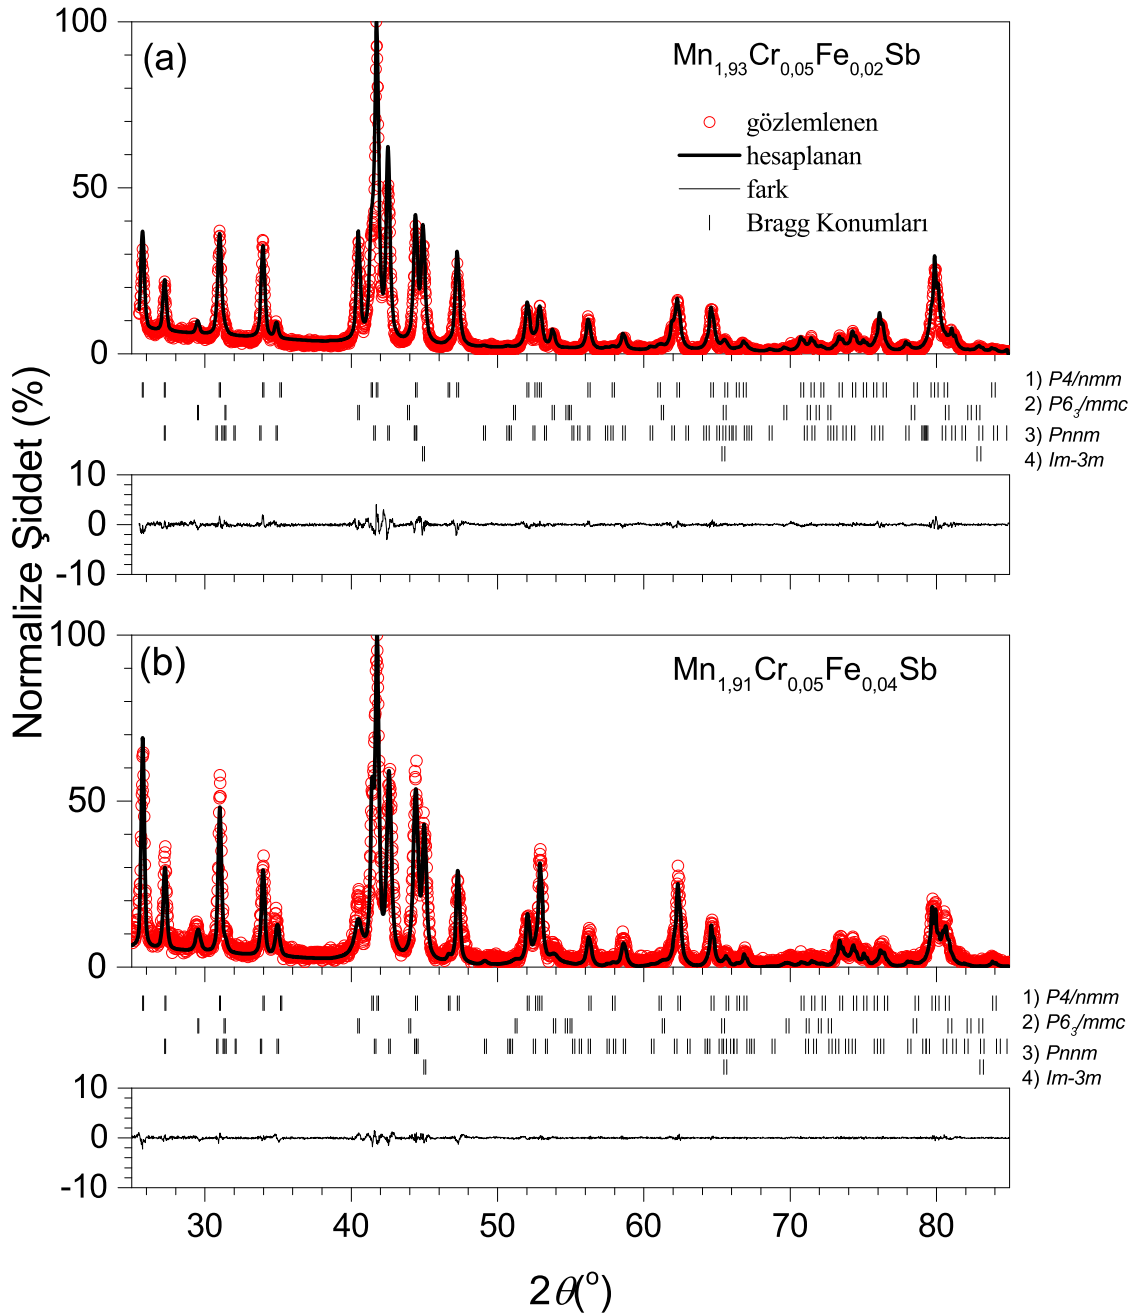 Normalize Şiddet (%)
100
50
0
(a)
Mn1,93Cr0,05Fe0,02Sb
gözlemlenen
hesaplanan
fark
Bragg Konumları
1) P4/nmm
2) P63/mmc
3) Pnnm
4) Im-3m
10
0
-10
100
50
0
(b)
Mn1,91Cr0,05Fe0,04Sb
1) P4/nmm
2) P63/mmc
3) Pnnm
4) Im-3m
10
0
-10
30 40 50 60 70 80
2θ(o)